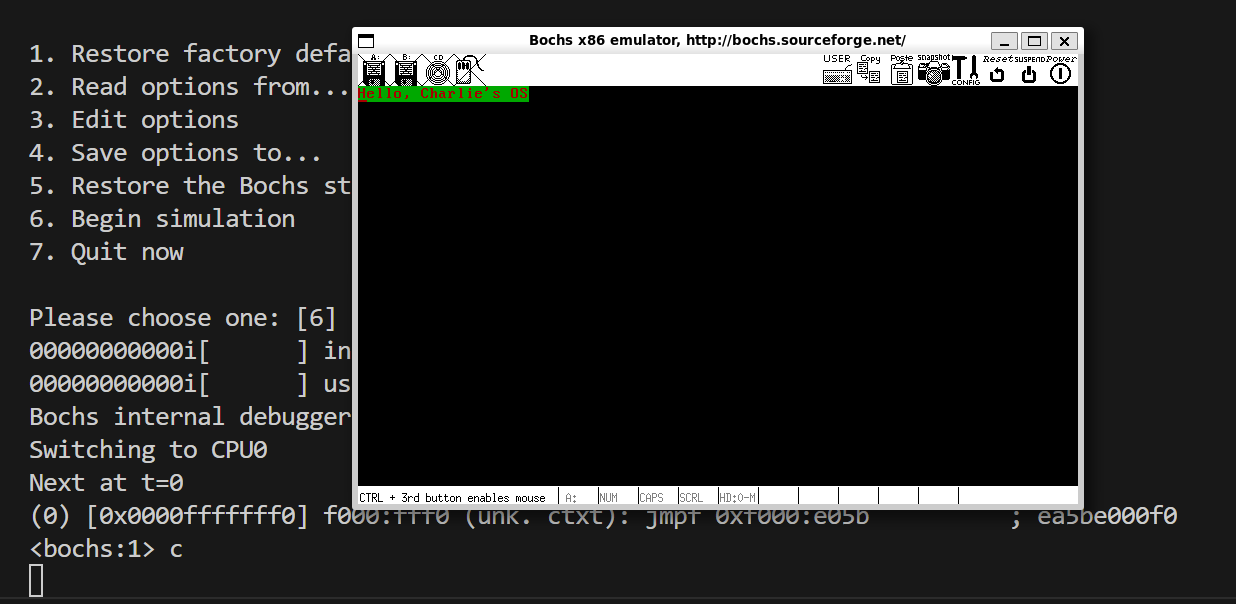 1. Restore factory defa
2. Read options from...
3. Edit options
4. Save options to...
5. Restore the Bochs st
6. Begin simulation
7. Quit now
Please choose one: [6]
00000000000i[      ] in
00000000000i[      ] us
Bochs internal debugger
Switching to CPU0
Next at t=0
(0) [0x0000fffffff0] f000:fff0 (unk. ctxt): jmpf 0xf000:e05b          ; ea5be000f0
<bochs:1> c
Bochs x86 emulator, http://bochs.sourceforge.net/
A: B: CD USER Copy Paste snapshot CONFIG Reset SUSPEND Power
Hello, Charlie's OS
CTRL + 3rd button enables mouse A: NUM CAPS SCRL HD:0-M